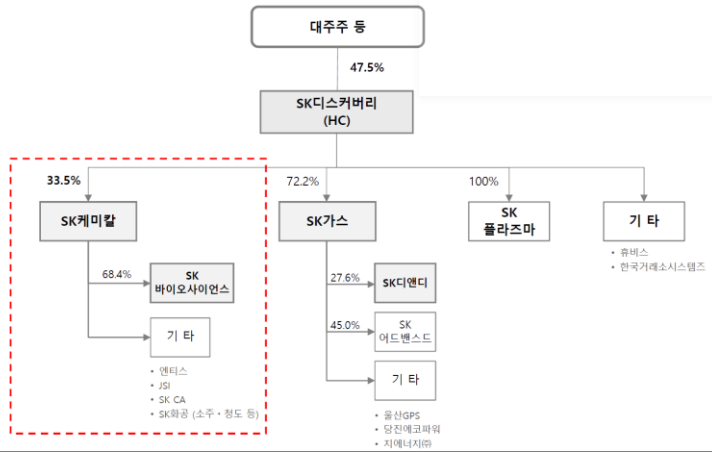 대주주 등
47.5%
SK디스커버리
(HC)
33.5%
72.2%
100%
SK케미칼
SK가스
SK
플라즈마
기 타
• 휴비스
• 한국거래소시스템즈
68.4%
SK
바이오사이언스
기 타
• 엔티스
• JSI
• SK CA
• SK화공 (소주・청도 등)
27.6%
SK디앤디
45.0%
SK
어드밴스드
기 타
• 울산GPS
• 당진에코파워
• 지에너지㈜